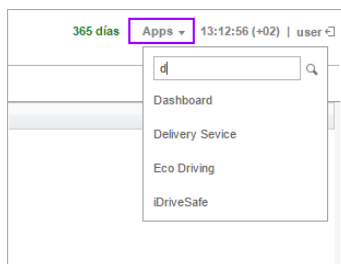 365 días Apps 13:12:56 (+02) | user
d
Dashboard
Delivery Sevice
Eco Driving
iDriveSafe